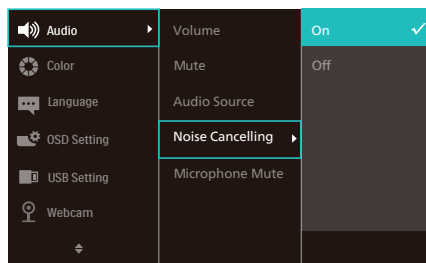 Audio
Color
Language
OSD Setting
USB Setting
Webcam
Volume
Mute
Audio Source
Noise Cancelling
Microphone Mute
On
Off